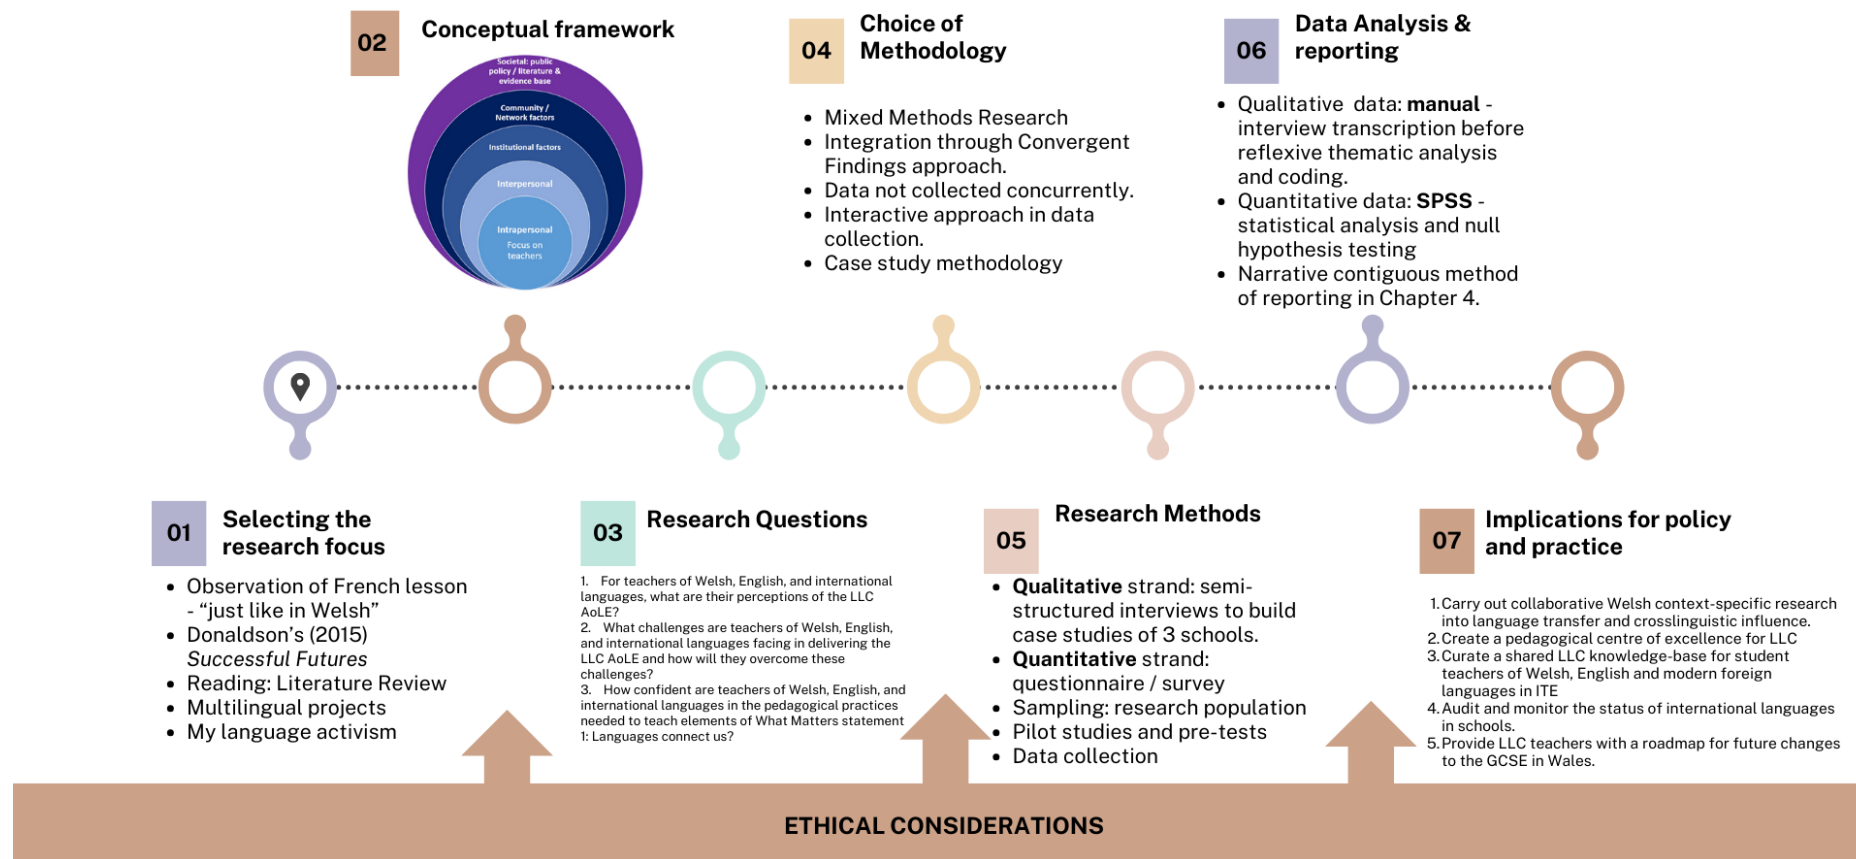 02
Conceptual framework
Societal: public
policy / literature &
evidence base
Community /
Network factors
Institutional factors
Interpersonal
Intrapersonal
Focus on
teachers
04
Choice of
Methodology
• Mixed Methods Research
• Integration through Convergent
Findings approach.
• Data not collected concurrently.
• Interactive approach in data
collection.
• Case study methodology
06
Data Analysis &
reporting
• Qualitative data: manual -
interview transcription before
reflexive thematic analysis
and coding.
• Quantitative data: SPSS -
statistical analysis and null
hypothesis testing
• Narrative contiguous method
of reporting in Chapter 4.
01
Selecting the
research focus
• Observation of French lesson
- “just like in Welsh”
• Donaldson’s (2015)
Successful Futures
• Reading: Literature Review
• Multilingual projects
• My language activism
03
Research Questions
1. For teachers of Welsh, English, and international
languages, what are their perceptions of the LLC
AoLE?
2. What challenges are teachers of Welsh, English,
and international languages facing in delivering the
LLC AoLE and how will they overcome these
challenges?
3. How confident are teachers of Welsh, English, and
international languages in the pedagogical practices
needed to teach elements of What Matters statement
1: Languages connect us?
05
Research Methods
• Qualitative strand: semi-
structured interviews to build
case studies of 3 schools.
• Quantitative strand:
questionnaire / survey
• Sampling: research population
• Pilot studies and pre-tests
• Data collection
07
Implications for policy
and practice
1. Carry out collaborative Welsh context-specific research
into language transfer and crosslinguistic influence.
2. Create a pedagogical centre of excellence for LLC
3. Curate a shared LLC knowledge-base for student
teachers of Welsh, English and modern foreign
languages in ITE
4. Audit and monitor the status of international languages
in schools.
5. Provide LLC teachers with a roadmap for future changes
to the GCSE in Wales.
ETHICAL CONSIDERATIONS